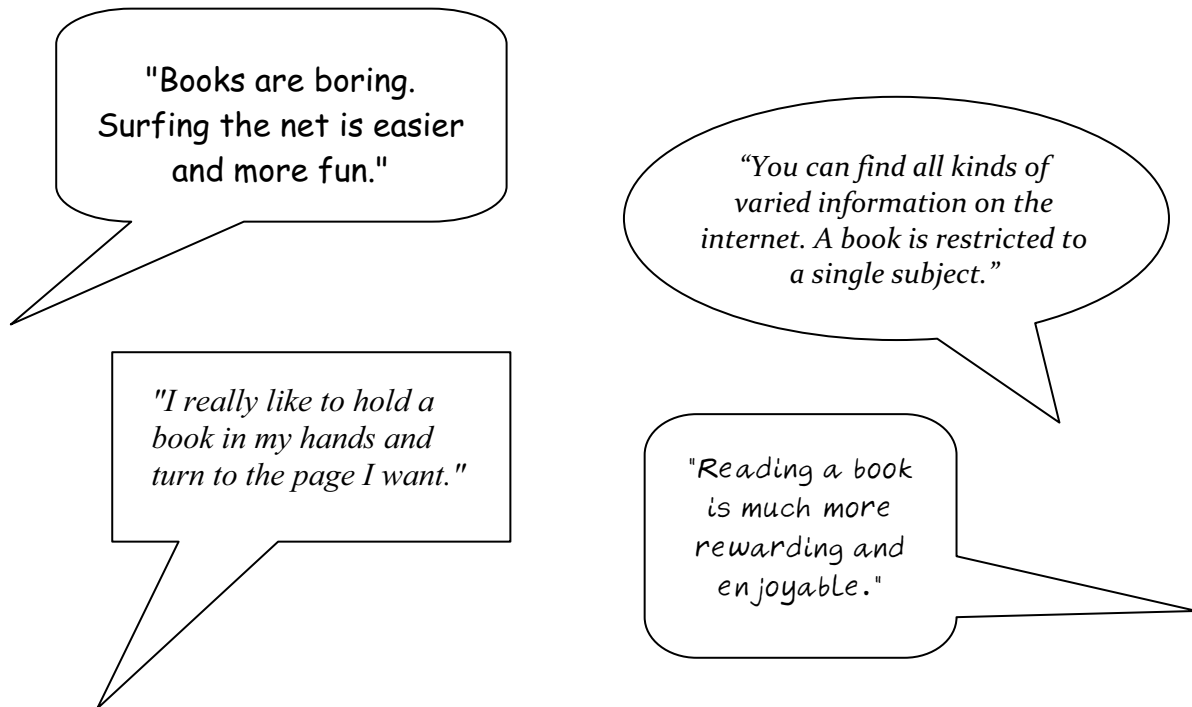 "Books are boring.
Surfing the net is easier
and more fun."
“You can find all kinds of
varied information on the
internet. A book is restricted to
a single subject.”
"I really like to hold a
book in my hands and
turn to the page I want."
"Reading a book
is much more
rewarding and
enjoyable."